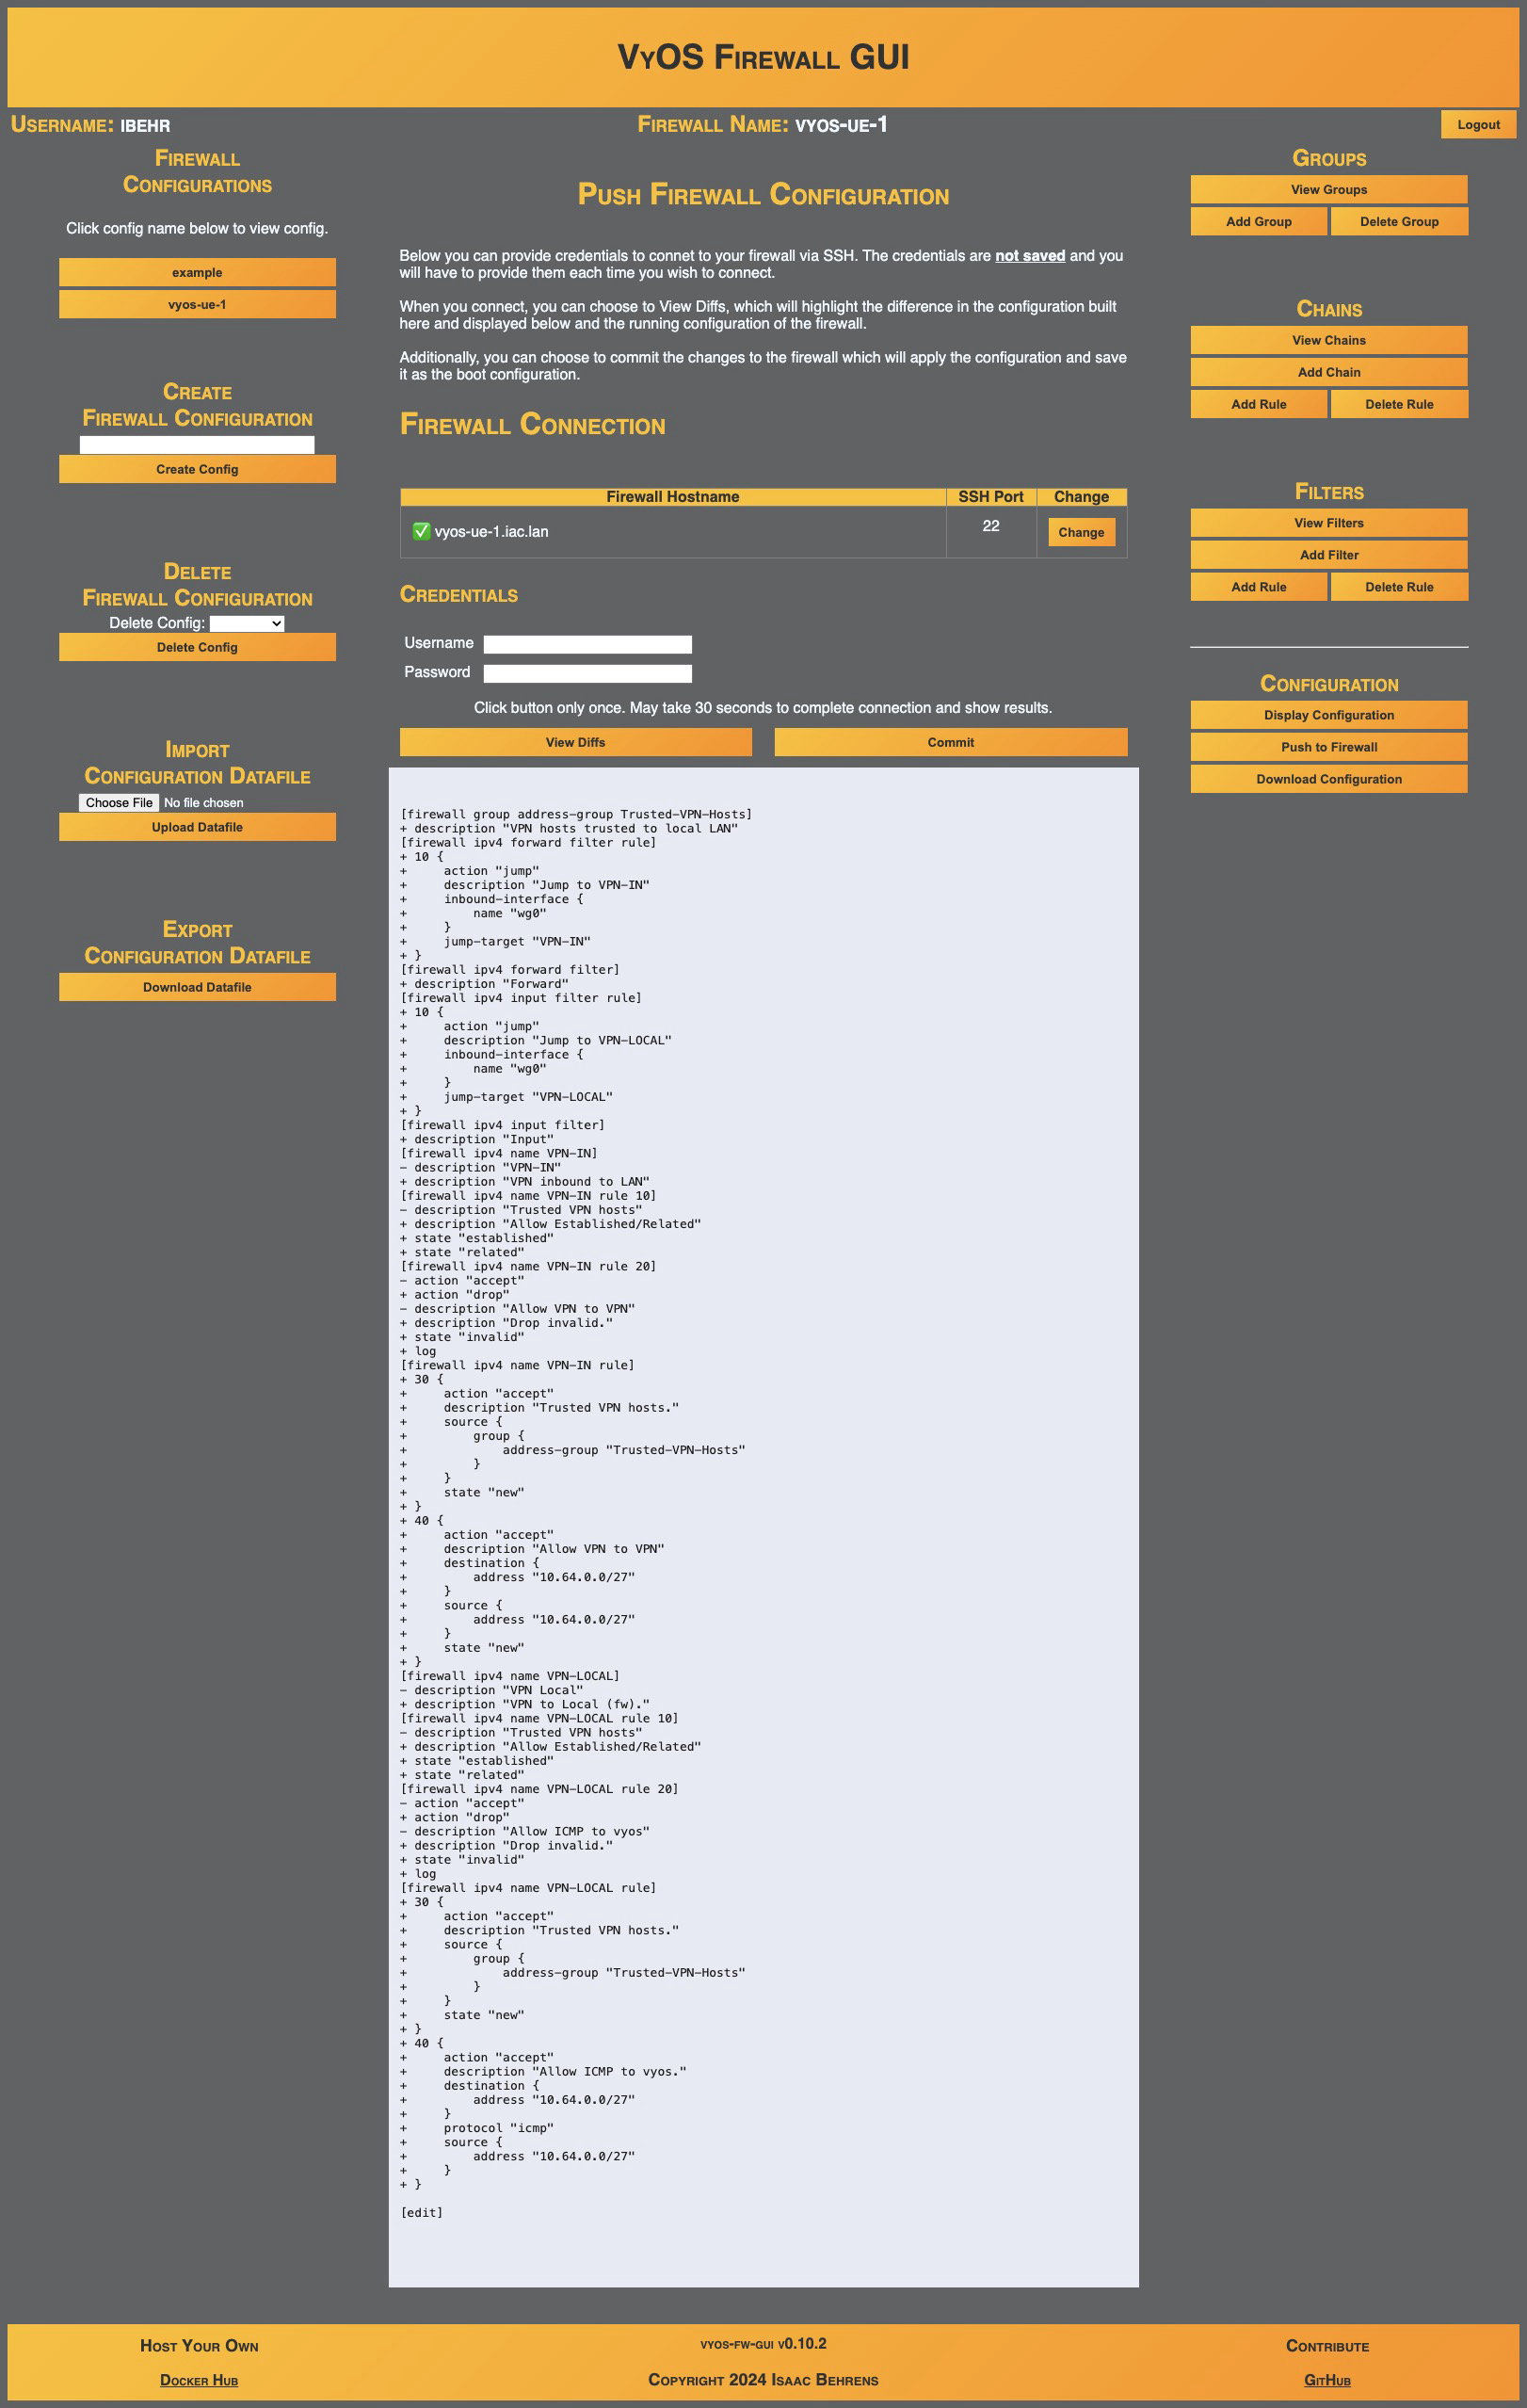 VyOS Firewall GUI
Username: ibehr
Firewall Name: vyos-ue-1
Logout
Firewall
Configurations
Click config name below to view config.
example
vyos-ue-1
Create
Firewall Configuration
Create Config
Delete
Firewall Configuration
Delete Config:
Delete Config
Import
Configuration Datafile
Choose File No file chosen
Upload Datafile
Export
Configuration Datafile
Download Datafile
Push Firewall Configuration
Below you can provide credentials to connet to your firewall via SSH. The credentials are not saved and you
will have to provide them each time you wish to connect.
When you connect, you can choose to View Diffs, which will highlight the difference in the configuration built
here and displayed below and the running configuration of the firewall.
Additionally, you can choose to commit the changes to the firewall which will apply the configuration and save
it as the boot configuration.
Firewall Connection
Firewall Hostname SSH Port Change
✅ vyos-ue-1.iac.lan 22 Change
Credentials
Username
Password
Click button only once. May take 30 seconds to complete connection and show results.
View Diffs Commit
[firewall group address-group Trusted-VPN-Hosts]
+ description "VPN hosts trusted to local LAN"
[firewall ipv4 forward filter rule]
+ 10 {
+     action "jump"
+     description "Jump to VPN-IN"
+     inbound-interface {
+         name "wg0"
+     }
+     jump-target "VPN-IN"
+ }
[firewall ipv4 forward filter]
+ description "Forward"
[firewall ipv4 input filter rule]
+ 10 {
+     action "jump"
+     description "Jump to VPN-LOCAL"
+     inbound-interface {
+         name "wg0"
+     }
+     jump-target "VPN-LOCAL"
+ }
[firewall ipv4 input filter]
+ description "Input"
[firewall ipv4 name VPN-IN]
- description "VPN-IN"
+ description "VPN inbound to LAN"
[firewall ipv4 name VPN-IN rule 10]
- description "Trusted VPN hosts"
+ description "Allow Established/Related"
+ state "established"
+ state "related"
[firewall ipv4 name VPN-IN rule 20]
- action "accept"
+ action "drop"
- description "Allow VPN to VPN"
+ description "Drop invalid."
+ state "invalid"
+ log
[firewall ipv4 name VPN-IN rule]
+ 30 {
+     action "accept"
+     description "Trusted VPN hosts."
+     source {
+         group {
+             address-group "Trusted-VPN-Hosts"
+         }
+     }
+     state "new"
+ }
+ 40 {
+     action "accept"
+     description "Allow VPN to VPN"
+     destination {
+         address "10.64.0.0/27"
+     }
+     source {
+         address "10.64.0.0/27"
+     }
+     state "new"
+ }
[firewall ipv4 name VPN-LOCAL]
- description "VPN Local"
+ description "VPN to Local (fw)."
[firewall ipv4 name VPN-LOCAL rule 10]
- description "Trusted VPN hosts"
+ description "Allow Established/Related"
+ state "established"
+ state "related"
[firewall ipv4 name VPN-LOCAL rule 20]
- action "accept"
+ action "drop"
- description "Allow ICMP to vyos"
+ description "Drop invalid."
+ state "invalid"
+ log
[firewall ipv4 name VPN-LOCAL rule]
+ 30 {
+     action "accept"
+     description "Trusted VPN hosts."
+     source {
+         group {
+             address-group "Trusted-VPN-Hosts"
+         }
+     }
+     state "new"
+ }
+ 40 {
+     action "accept"
+     description "Allow ICMP to vyos."
+     destination {
+         address "10.64.0.0/27"
+     }
+     protocol "icmp"
+     source {
+         address "10.64.0.0/27"
+     }
+ }
[edit]
Groups
View Groups
Add Group Delete Group
Chains
View Chains
Add Chain
Add Rule Delete Rule
Filters
View Filters
Add Filter
Add Rule Delete Rule
Configuration
Display Configuration
Push to Firewall
Download Configuration
Host Your Own
Docker Hub
vyos-fw-gui v0.10.2
Copyright 2024 Isaac Behrens
Contribute
GitHub